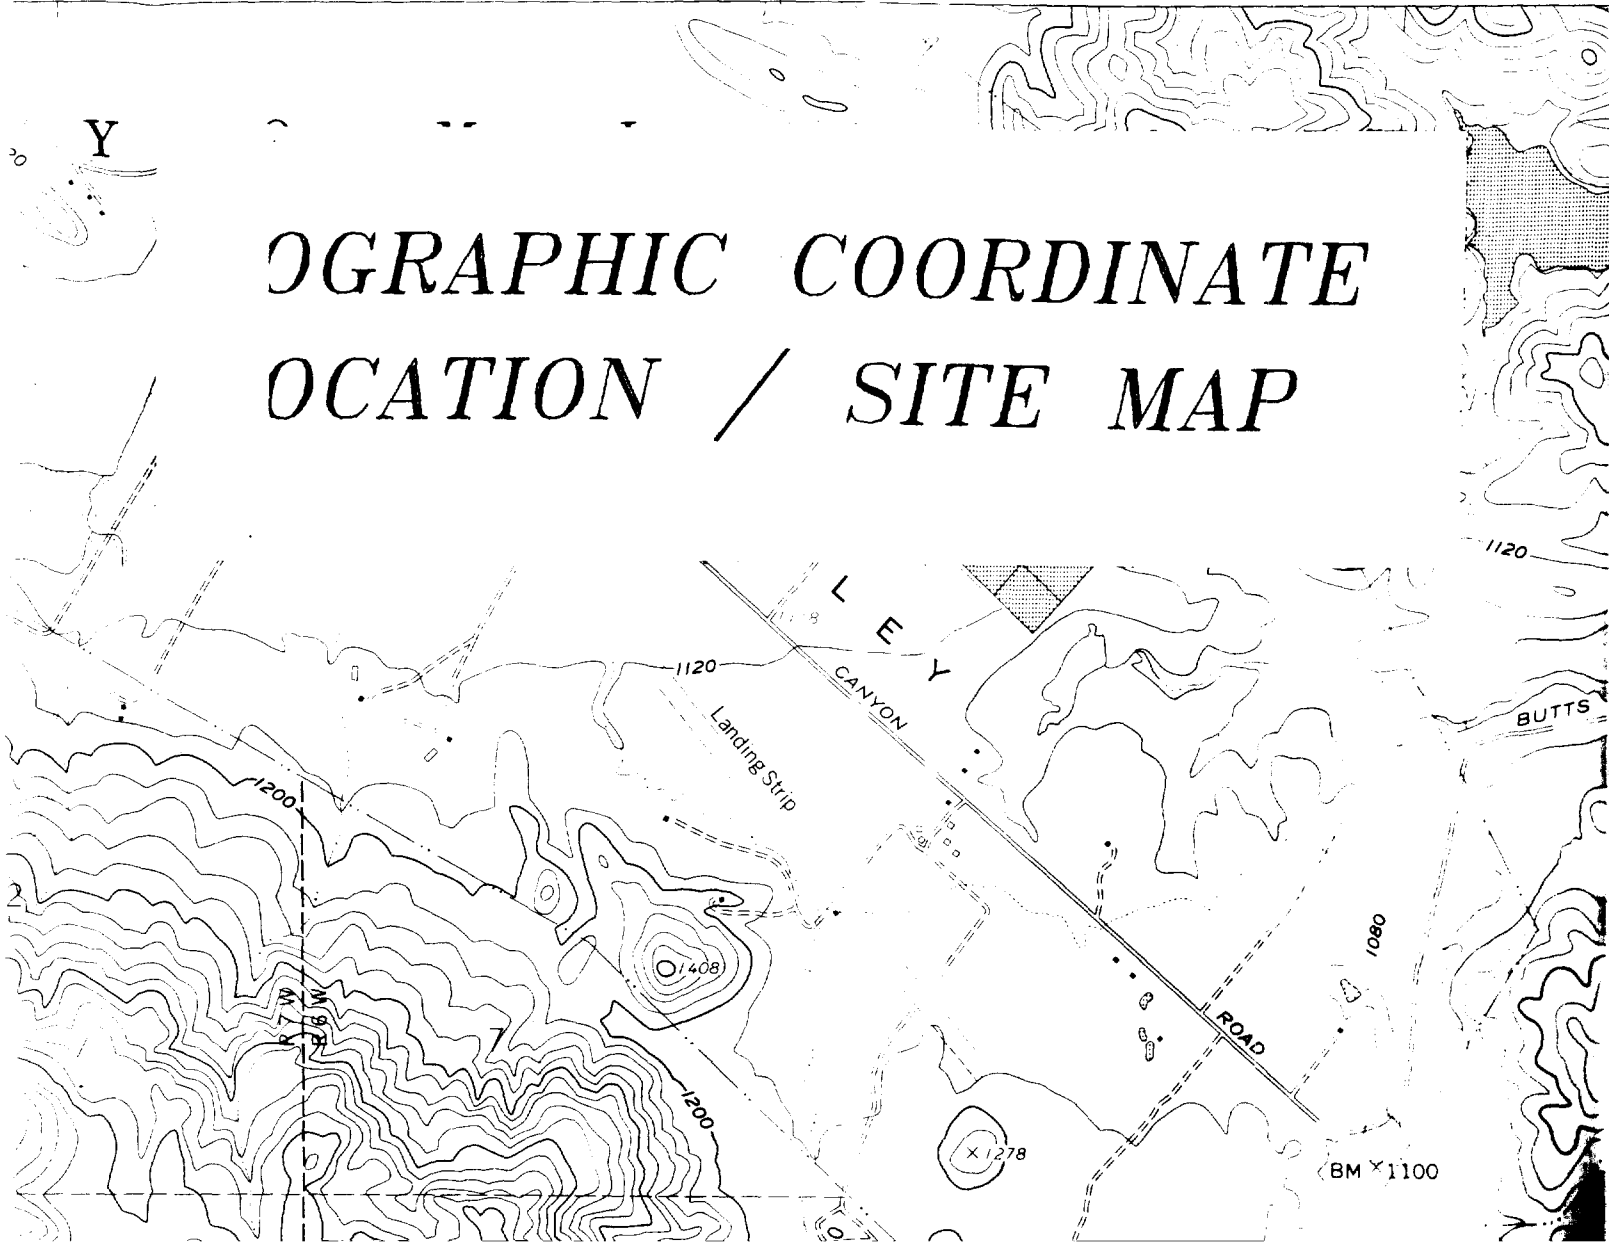 Y
OGRAPHIC COORDINATE
OCATION / SITE MAP
1120
L
E
Y
1120
CANYON
BUTTS
Landing Strip
1200
2
1080
1408
R 7 W
R 6 W
7
ROAD
1200
X 1278
BM X 1100